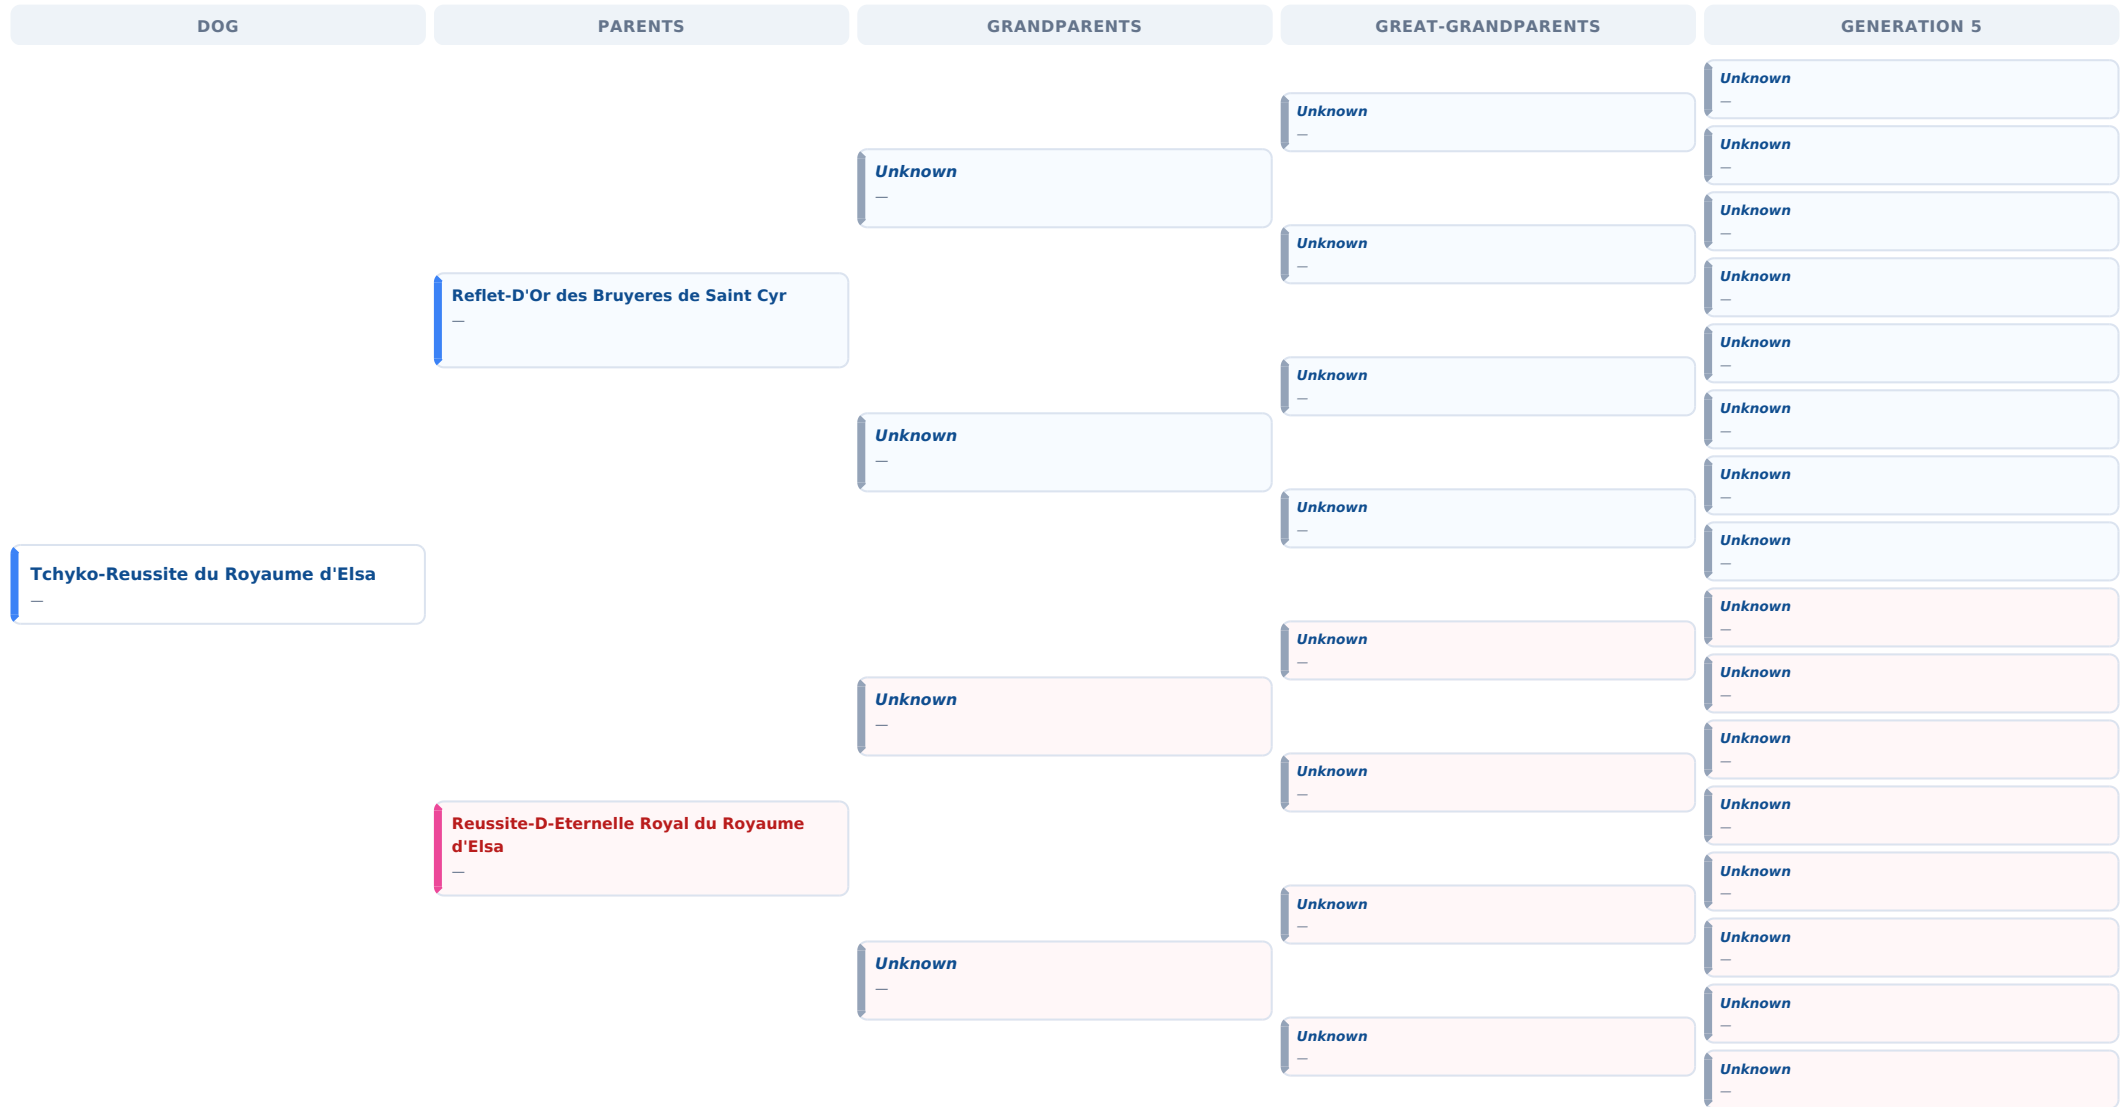 DOG
PARENTS
GRANDPARENTS
GREAT-GRANDPARENTS
GENERATION 5
Tchyko-Reussite du Royaume d'Elsa
—
Reflet-D'Or des Bruyeres de Saint Cyr
—
Reussite-D-Eternelle Royal du Royaume
d'Elsa
—
Unknown
—
Unknown
—
Unknown
—
Unknown
—
Unknown
—
Unknown
—
Unknown
—
Unknown
—
Unknown
—
Unknown
—
Unknown
—
Unknown
—
Unknown
—
Unknown
—
Unknown
—
Unknown
—
Unknown
—
Unknown
—
Unknown
—
Unknown
—
Unknown
—
Unknown
—
Unknown
—
Unknown
—
Unknown
—
Unknown
—
Unknown
—
Unknown
—